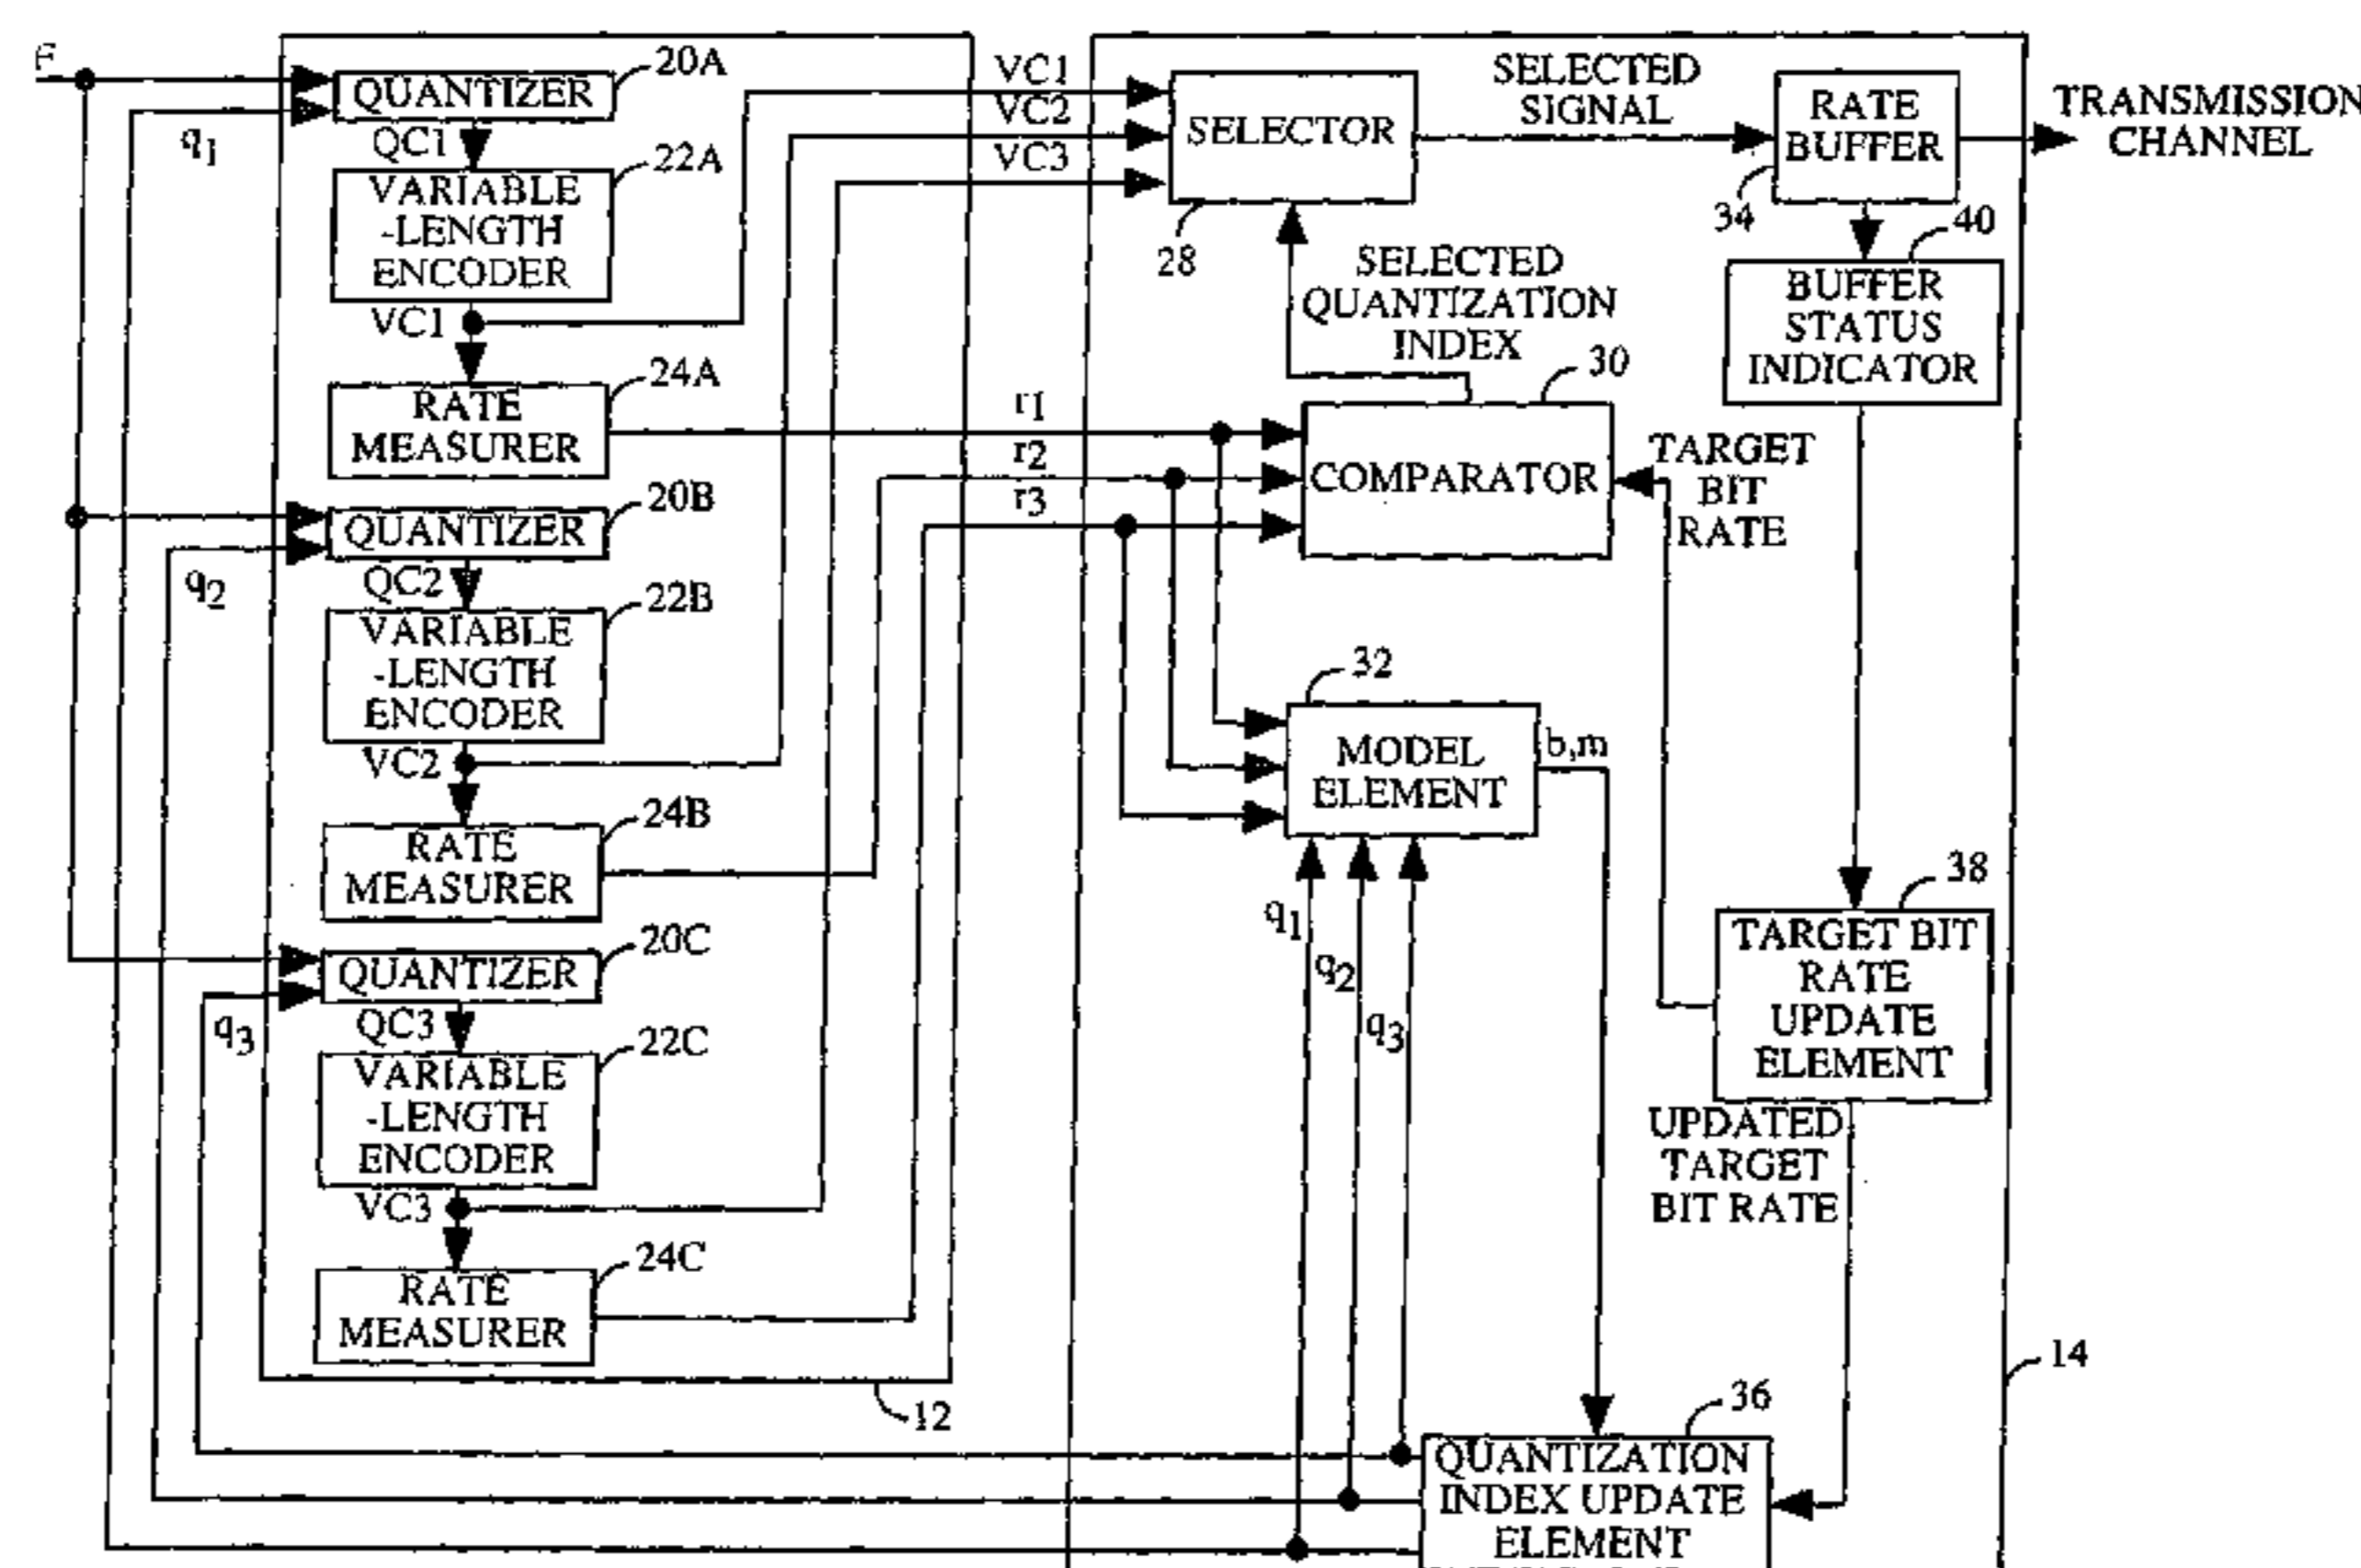 F
QUANTIZER
20A
q1
QC1
VARIABLE
-LENGTH
ENCODER
22A
VC1
RATE
MEASURER
24A
QUANTIZER
20B
q2
QC2
VARIABLE
-LENGTH
ENCODER
22B
VC2
RATE
MEASURER
24B
QUANTIZER
20C
q3
QC3
VARIABLE
-LENGTH
ENCODER
22C
VC3
RATE
MEASURER
24C
12
VC1
VC2
VC3
SELECTOR
28
SELECTED
SIGNAL
RATE
BUFFER
34
TRANSMISSION
CHANNEL
40
BUFFER
STATUS
INDICATOR
SELECTED
QUANTIZATION
INDEX
30
r1
r2
r3
COMPARATOR
TARGET
BIT
RATE
32
MODEL
ELEMENT
b,m
q1
q2
q3
38
TARGET BIT
RATE
UPDATE
ELEMENT
UPDATED
TARGET
BIT RATE
14
36
QUANTIZATION
INDEX UPDATE
ELEMENT